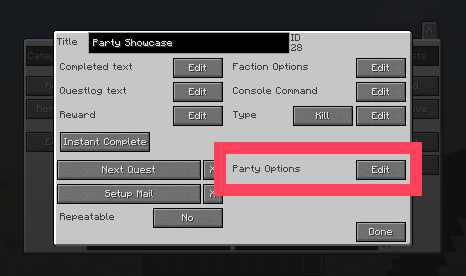 Title Party Showcase ID
28
Completed text Edit Faction Options Edit
Questlog text Edit Console Command Edit
Reward Edit Type Kill Edit
Instant Complete
Next Quest X Party Options Edit
Setup Mail X
Repeatable No
Done